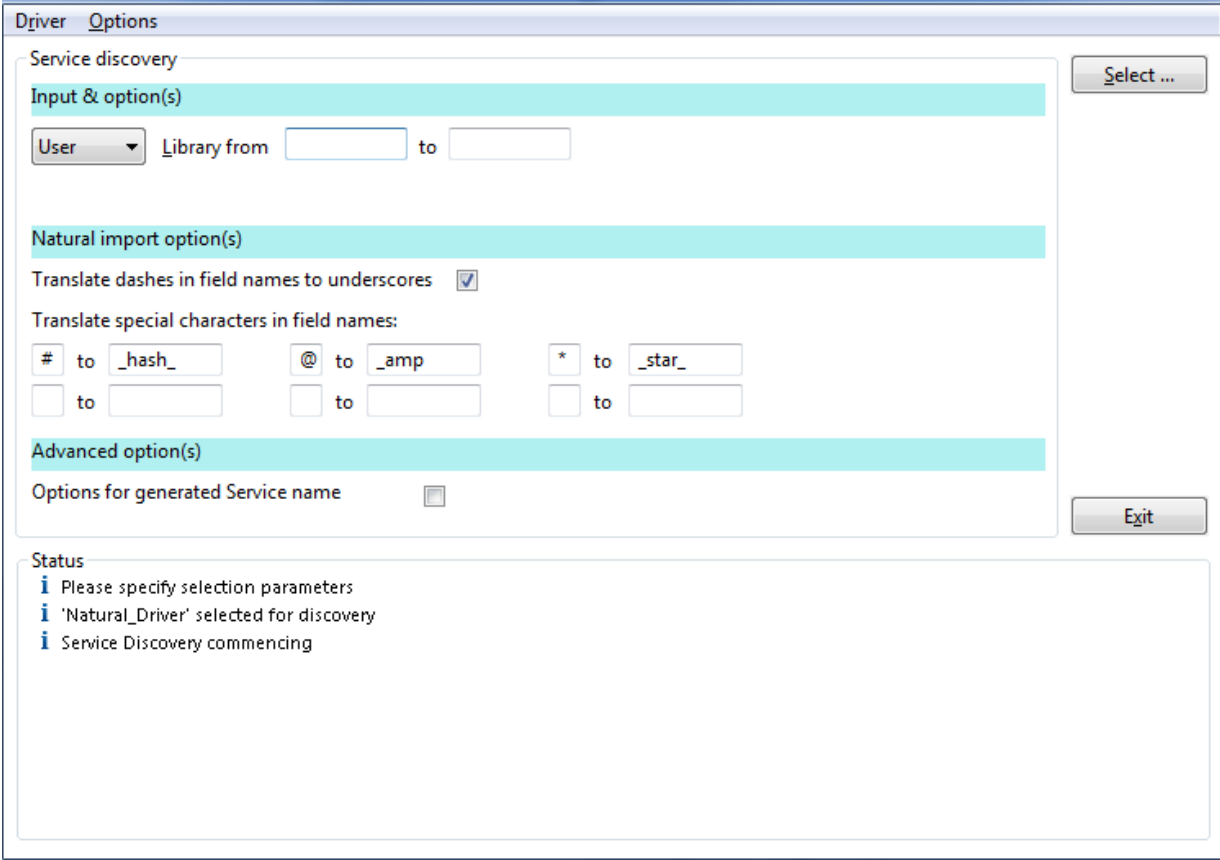 Driver Options
Service discovery
Select ...
Input & option(s)
User Library from to
Natural import option(s)
Translate dashes in field names to underscores
Translate special characters in field names:
# to _hash_ @ to _amp * to _star_
to to to
Advanced option(s)
Options for generated Service name
Exit
Status
i Please specify selection parameters
i 'Natural_Driver' selected for discovery
i Service Discovery commencing